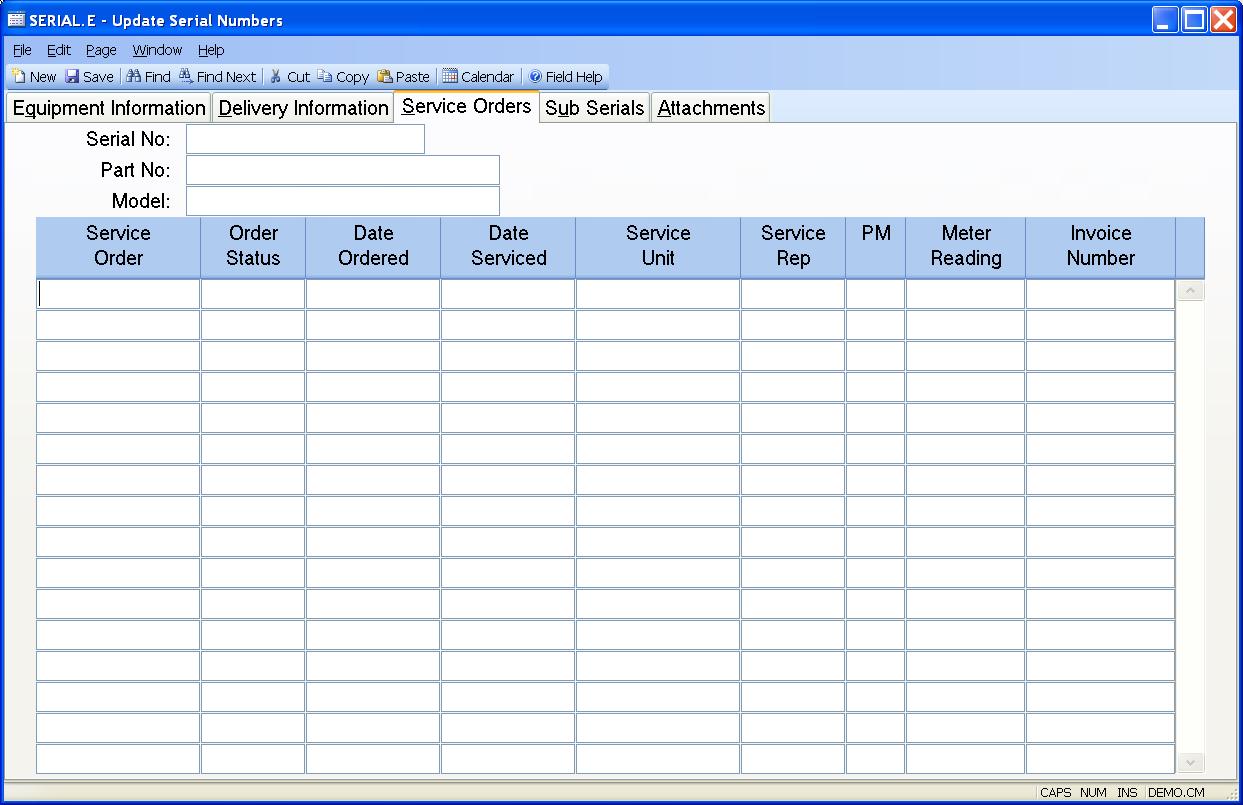 SERIAL.E - Update Serial Numbers
File Edit Page Window Help
New Save Find Find Next Cut Copy Paste Calendar Field Help
Equipment Information Delivery Information Service Orders Sub Serials Attachments
Serial No:
Part No:
Model:
Service Order Date Date Service Service PM Meter Invoice
Order Status Ordered Serviced Unit Rep Reading Number
CAPS NUM INS DEMO.CM